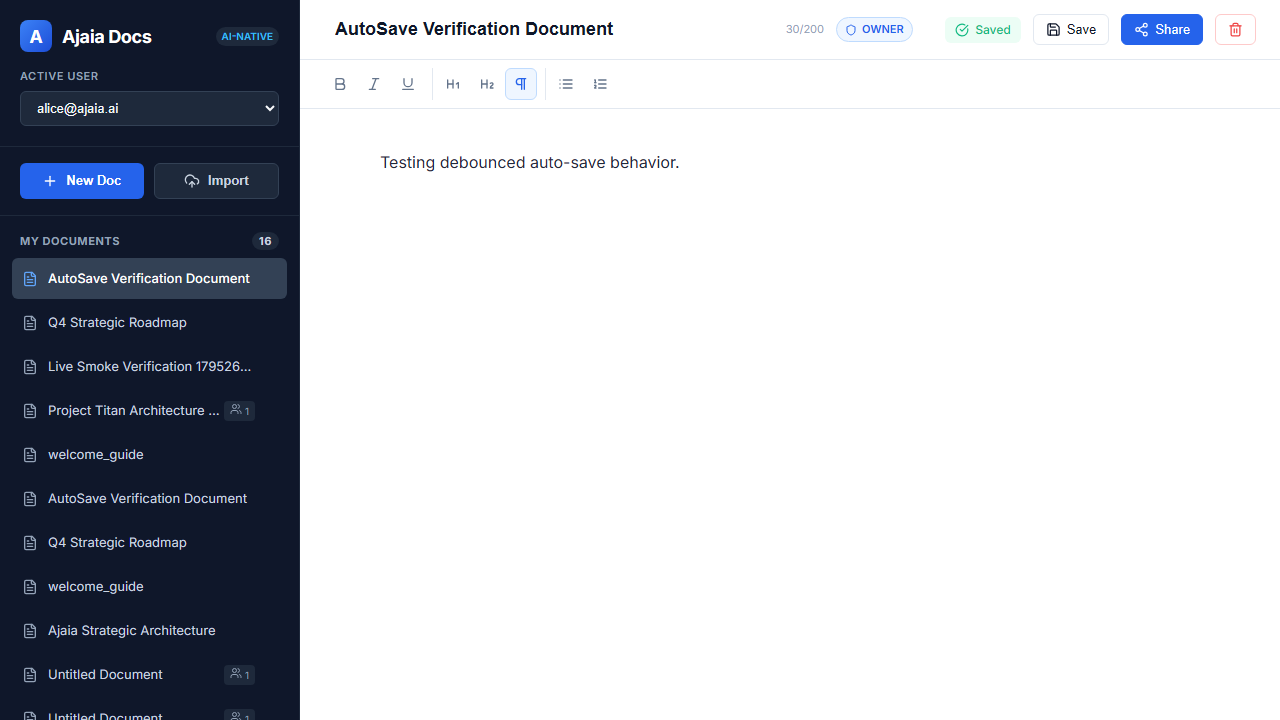 A Ajaia Docs AI-NATIVE
ACTIVE USER
alice@ajaia.ai
New Doc Import
MY DOCUMENTS 16
AutoSave Verification Document
Q4 Strategic Roadmap
Live Smoke Verification 179526...
Project Titan Architecture ... 1
welcome_guide
AutoSave Verification Document
Q4 Strategic Roadmap
welcome_guide
Ajaia Strategic Architecture
Untitled Document 1
Untitled Document 1
AutoSave Verification Document 30/200 OWNER Saved Save Share
B I U H1 H2
Testing debounced auto-save behavior.